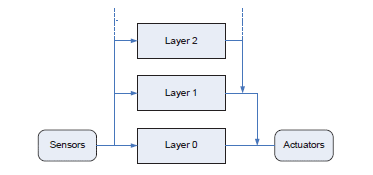 Layer 2
Layer 1
Sensors
Layer 0
Actuators